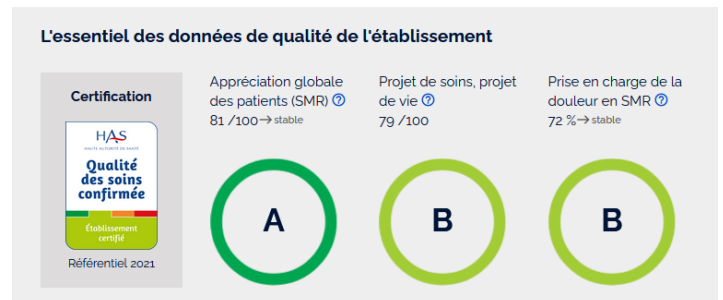 L'essentiel des données de qualité de l'établissement
Certification
HAS
HAUTE AUTORITÉ DE SANTÉ
Qualité
des soins
confirmée
Établissement
certifié
Référentiel 2021
Appréciation globale
des patients (SMR) ?
81 /100→ stable
A
Projet de soins, projet
de vie ?
79 /100
B
Prise en charge de la
douleur en SMR ?
72 %→ stable
B